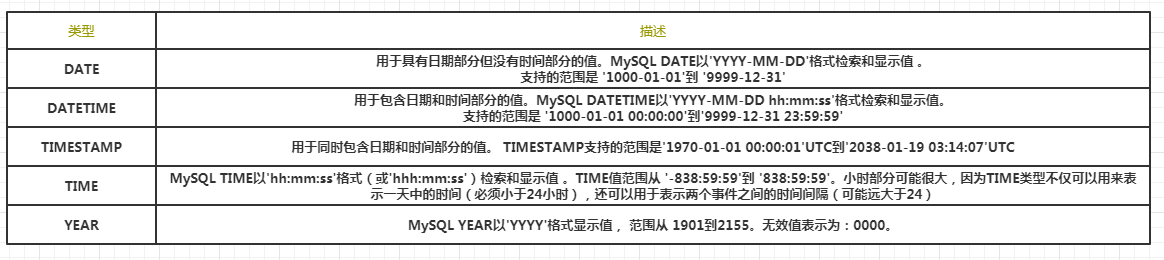 类型 描述
DATE
用于具有日期部分但没有时间部分的值。MySQL DATE以'YYYY-MM-DD'格式检索和显示值 。
支持的范围是 '1000-01-01'到 '9999-12-31'
DATETIME
用于包含日期和时间部分的值。MySQL DATETIME以'YYYY-MM-DD hh:mm:ss'格式检索和显示值。
支持的范围是 '1000-01-01 00:00:00'到'9999-12-31 23:59:59'
TIMESTAMP
用于同时包含日期和时间部分的值。 TIMESTAMP支持的范围是'1970-01-01 00:00:01'UTC到'2038-01-19 03:14:07'UTC
TIME
MySQL TIME以'hh:mm:ss'格式（或'hhh:mm:ss'）检索和显示值 。TIME值范围从 '-838:59:59'到 '838:59:59'。小时部分可能很大，因为TIME类型不仅可以用来表
示一天中的时间（必须小于24小时），还可以用于表示两个事件之间的时间间隔（可能远大于24）
YEAR
MySQL YEAR以'YYYY'格式显示值 ，范围从 1901到2155。无效值表示为：0000。